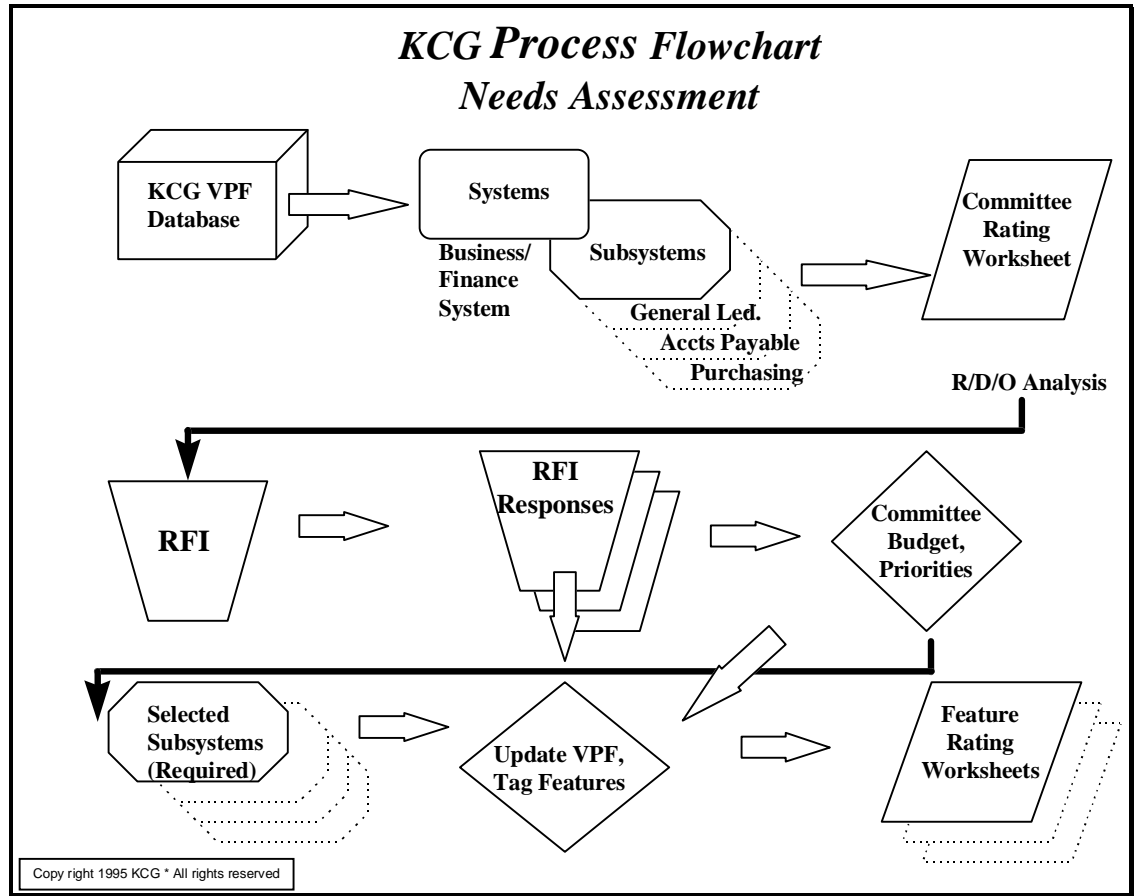 KCG Process Flowchart
Needs Assessment
KCG VPF
Database
Systems
Business/
Finance
System
Subsystems
General Led.
Accts Payable
Purchasing
Committee
Rating
Worksheet
R/D/O Analysis
RFI
RFI
Responses
Committee
Budget,
Priorities
Selected
Subsystems
(Required)
Update VPF,
Tag Features
Feature
Rating
Worksheets
Copy right 1995 KCG * All rights reserved